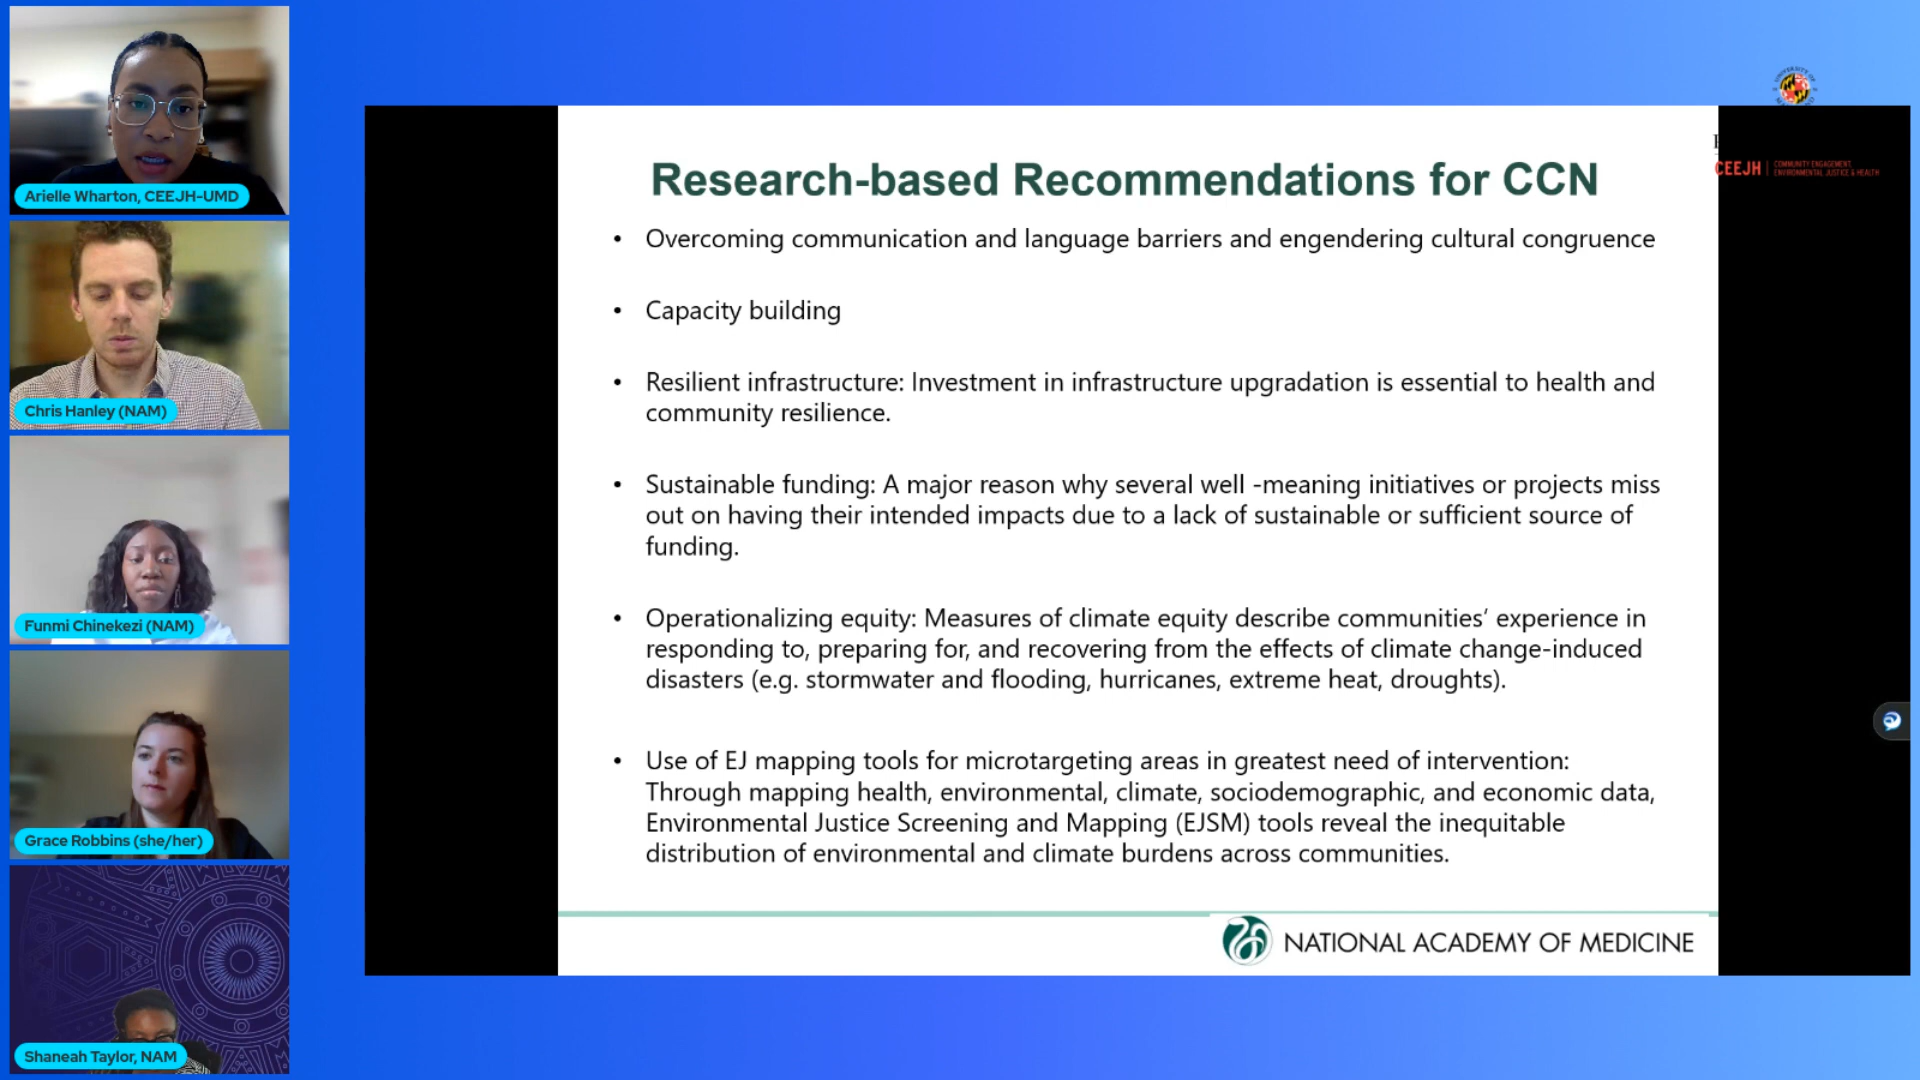 Arielle Wharton, CEEJH-UMD
Chris Hanley (NAM)
Funmi Chinekezi (NAM)
Grace Robbins (she/her)
Shaneah Taylor, NAM
UNIVERSITY OF
CEEJH | COMMUNITY ENGAGEMENT,
ENVIRONMENTAL JUSTICE & HEALTH
Research-based Recommendations for CCN
• Overcoming communication and language barriers and engendering cultural congruence
• Capacity building
• Resilient infrastructure: Investment in infrastructure upgradation is essential to health and
community resilience.
• Sustainable funding: A major reason why several well -meaning initiatives or projects miss
out on having their intended impacts due to a lack of sustainable or sufficient source of
funding.
• Operationalizing equity: Measures of climate equity describe communities’ experience in
responding to, preparing for, and recovering from the effects of climate change-induced
disasters (e.g. stormwater and flooding, hurricanes, extreme heat, droughts).
• Use of EJ mapping tools for microtargeting areas in greatest need of intervention:
Through mapping health, environmental, climate, sociodemographic, and economic data,
Environmental Justice Screening and Mapping (EJSM) tools reveal the inequitable
distribution of environmental and climate burdens across communities.
NATIONAL ACADEMY OF MEDICINE